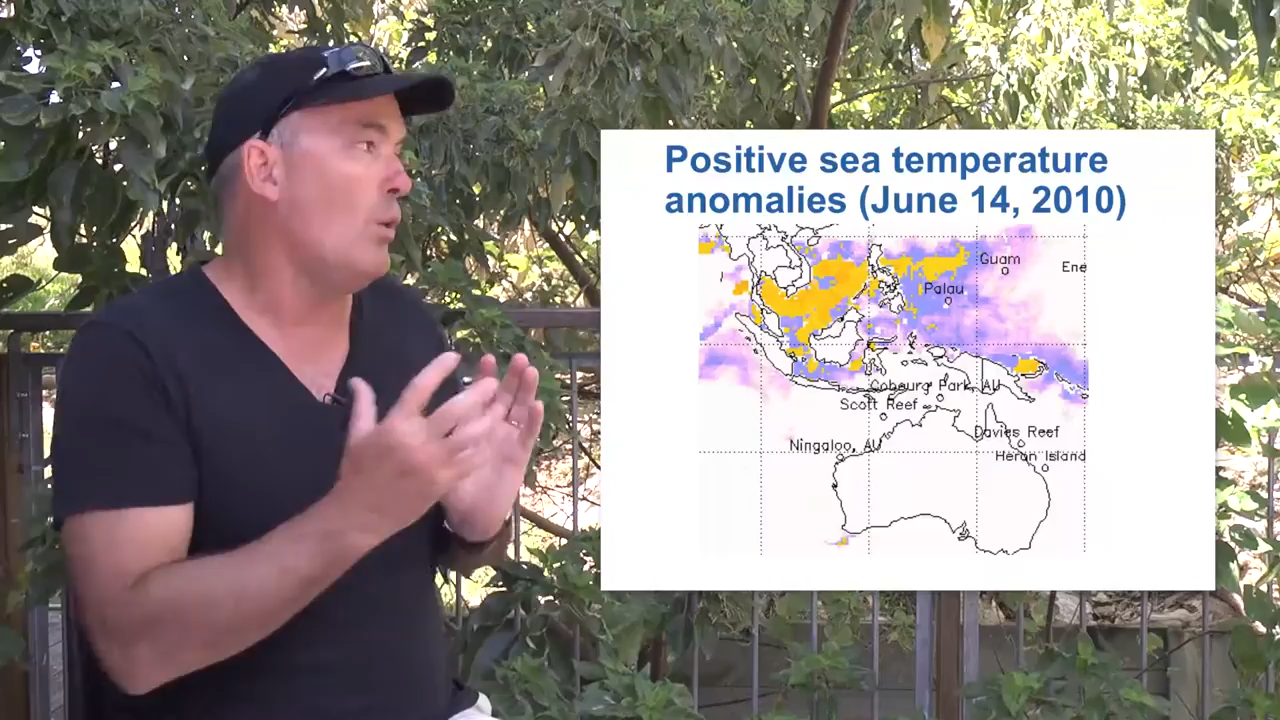 Positive sea temperature
anomalies (June 14, 2010)
Guam
Ene
Palau
Cobourg Park, AU
Scott Reef
Davies Reef
Ningaloo, AU
Heron Island